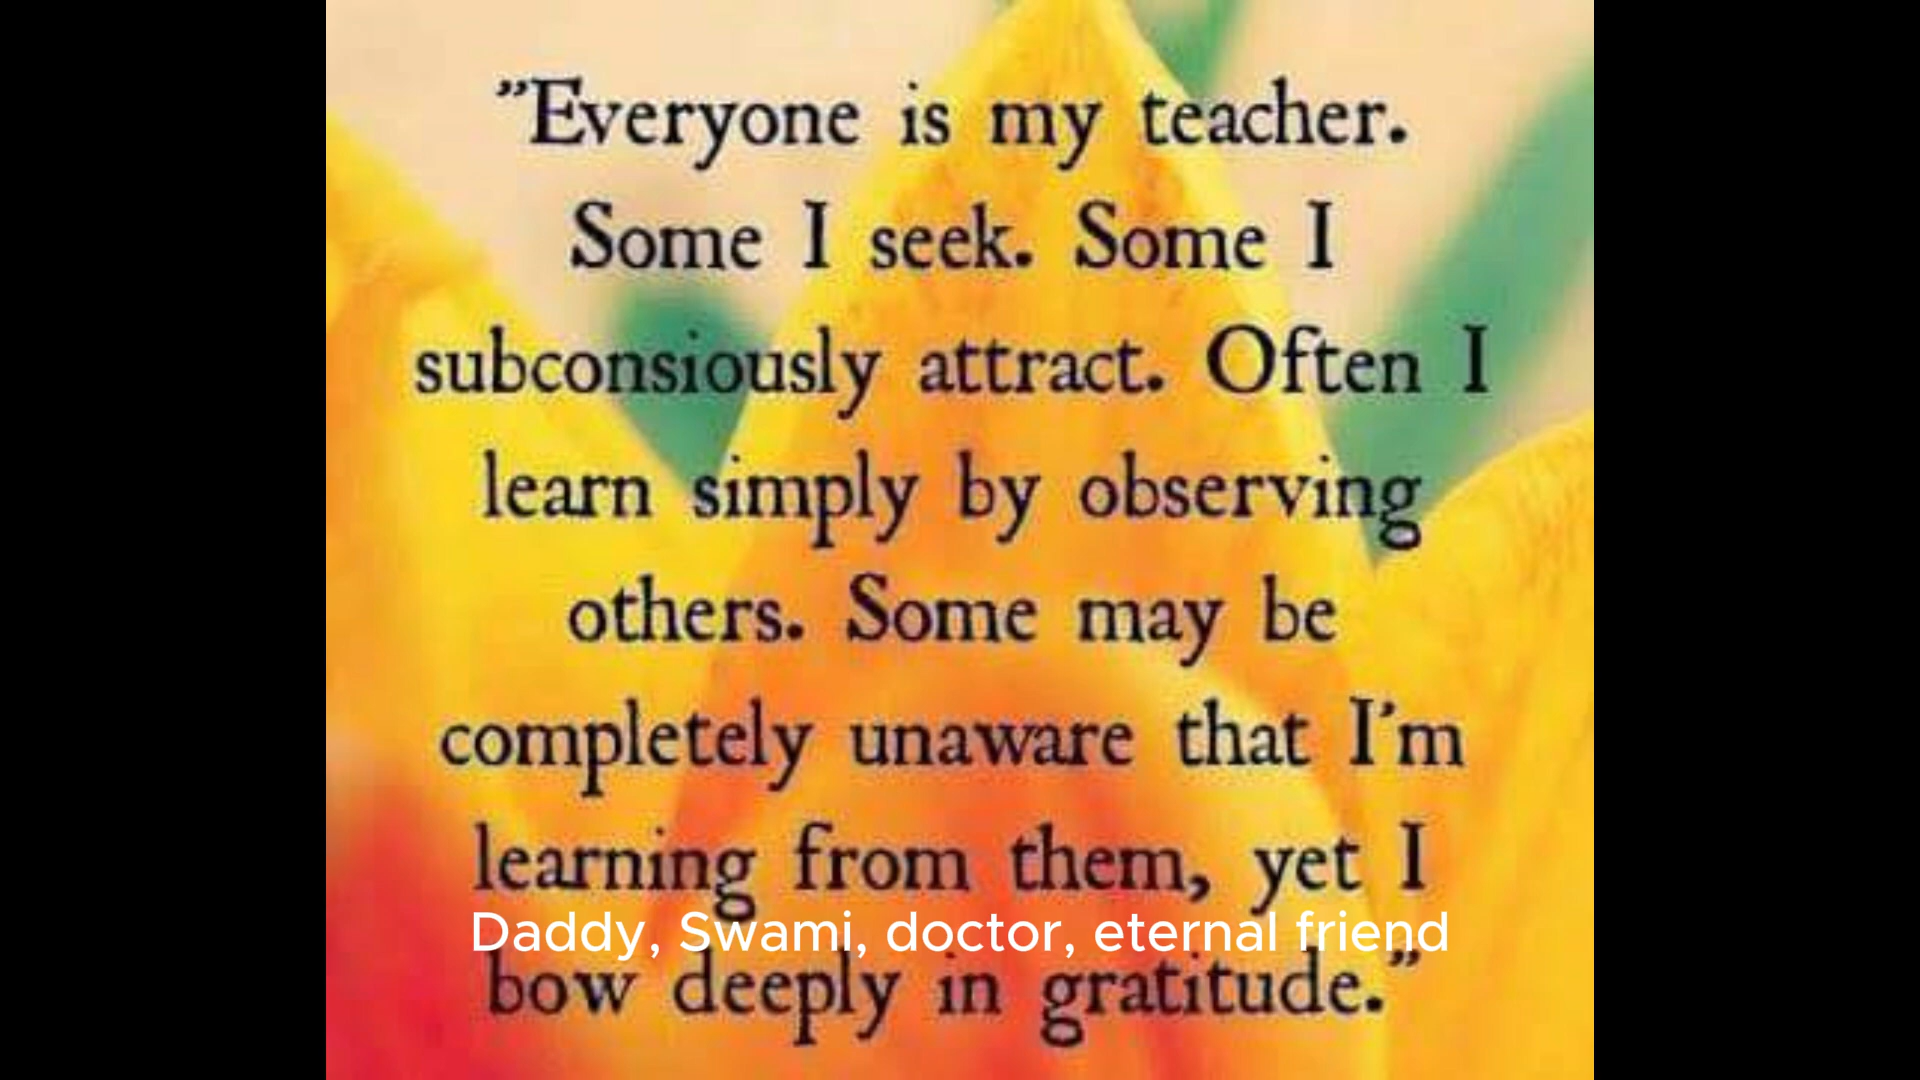 "Everyone is my teacher.
Some I seek. Some I
subconsiously attract. Often I
learn simply by observing
others. Some may be
completely unaware that I'm
learning from them, yet I
Daddy, Swami, doctor, eternal friend
bow deeply in gratitude."